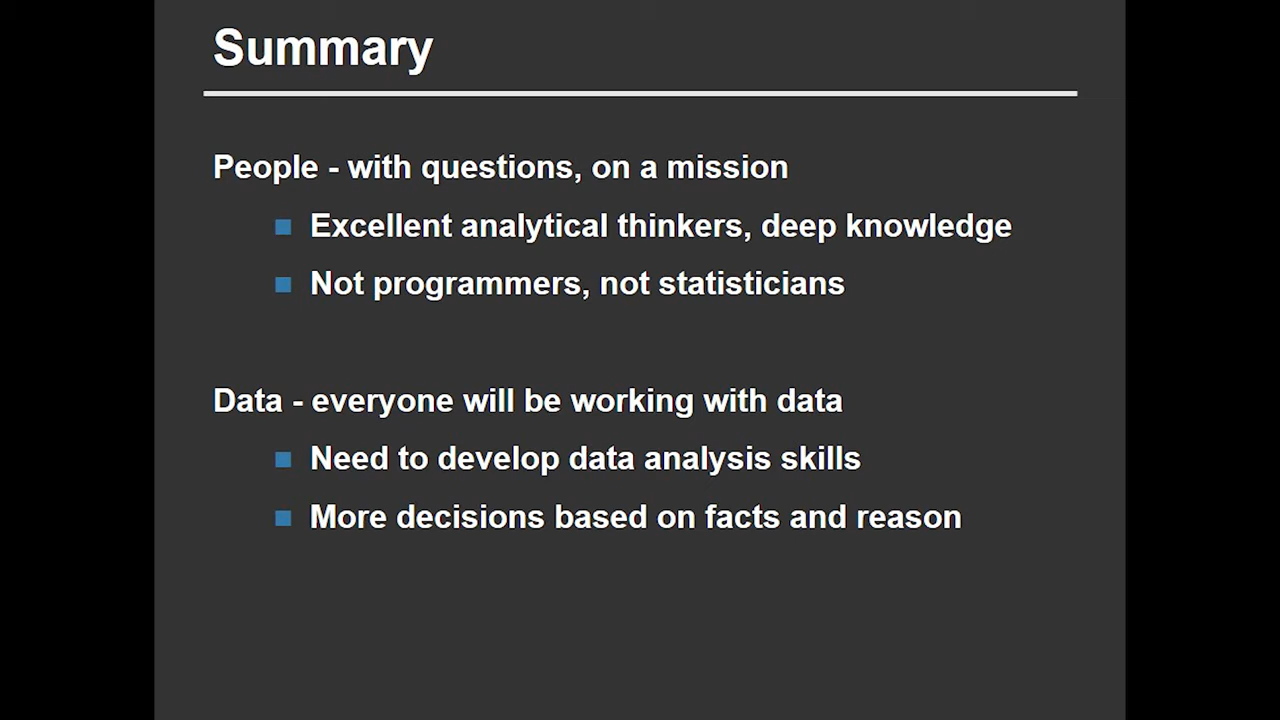 Summary
People - with questions, on a mission
Excellent analytical thinkers, deep knowledge
Not programmers, not statisticians
Data - everyone will be working with data
Need to develop data analysis skills
More decisions based on facts and reason